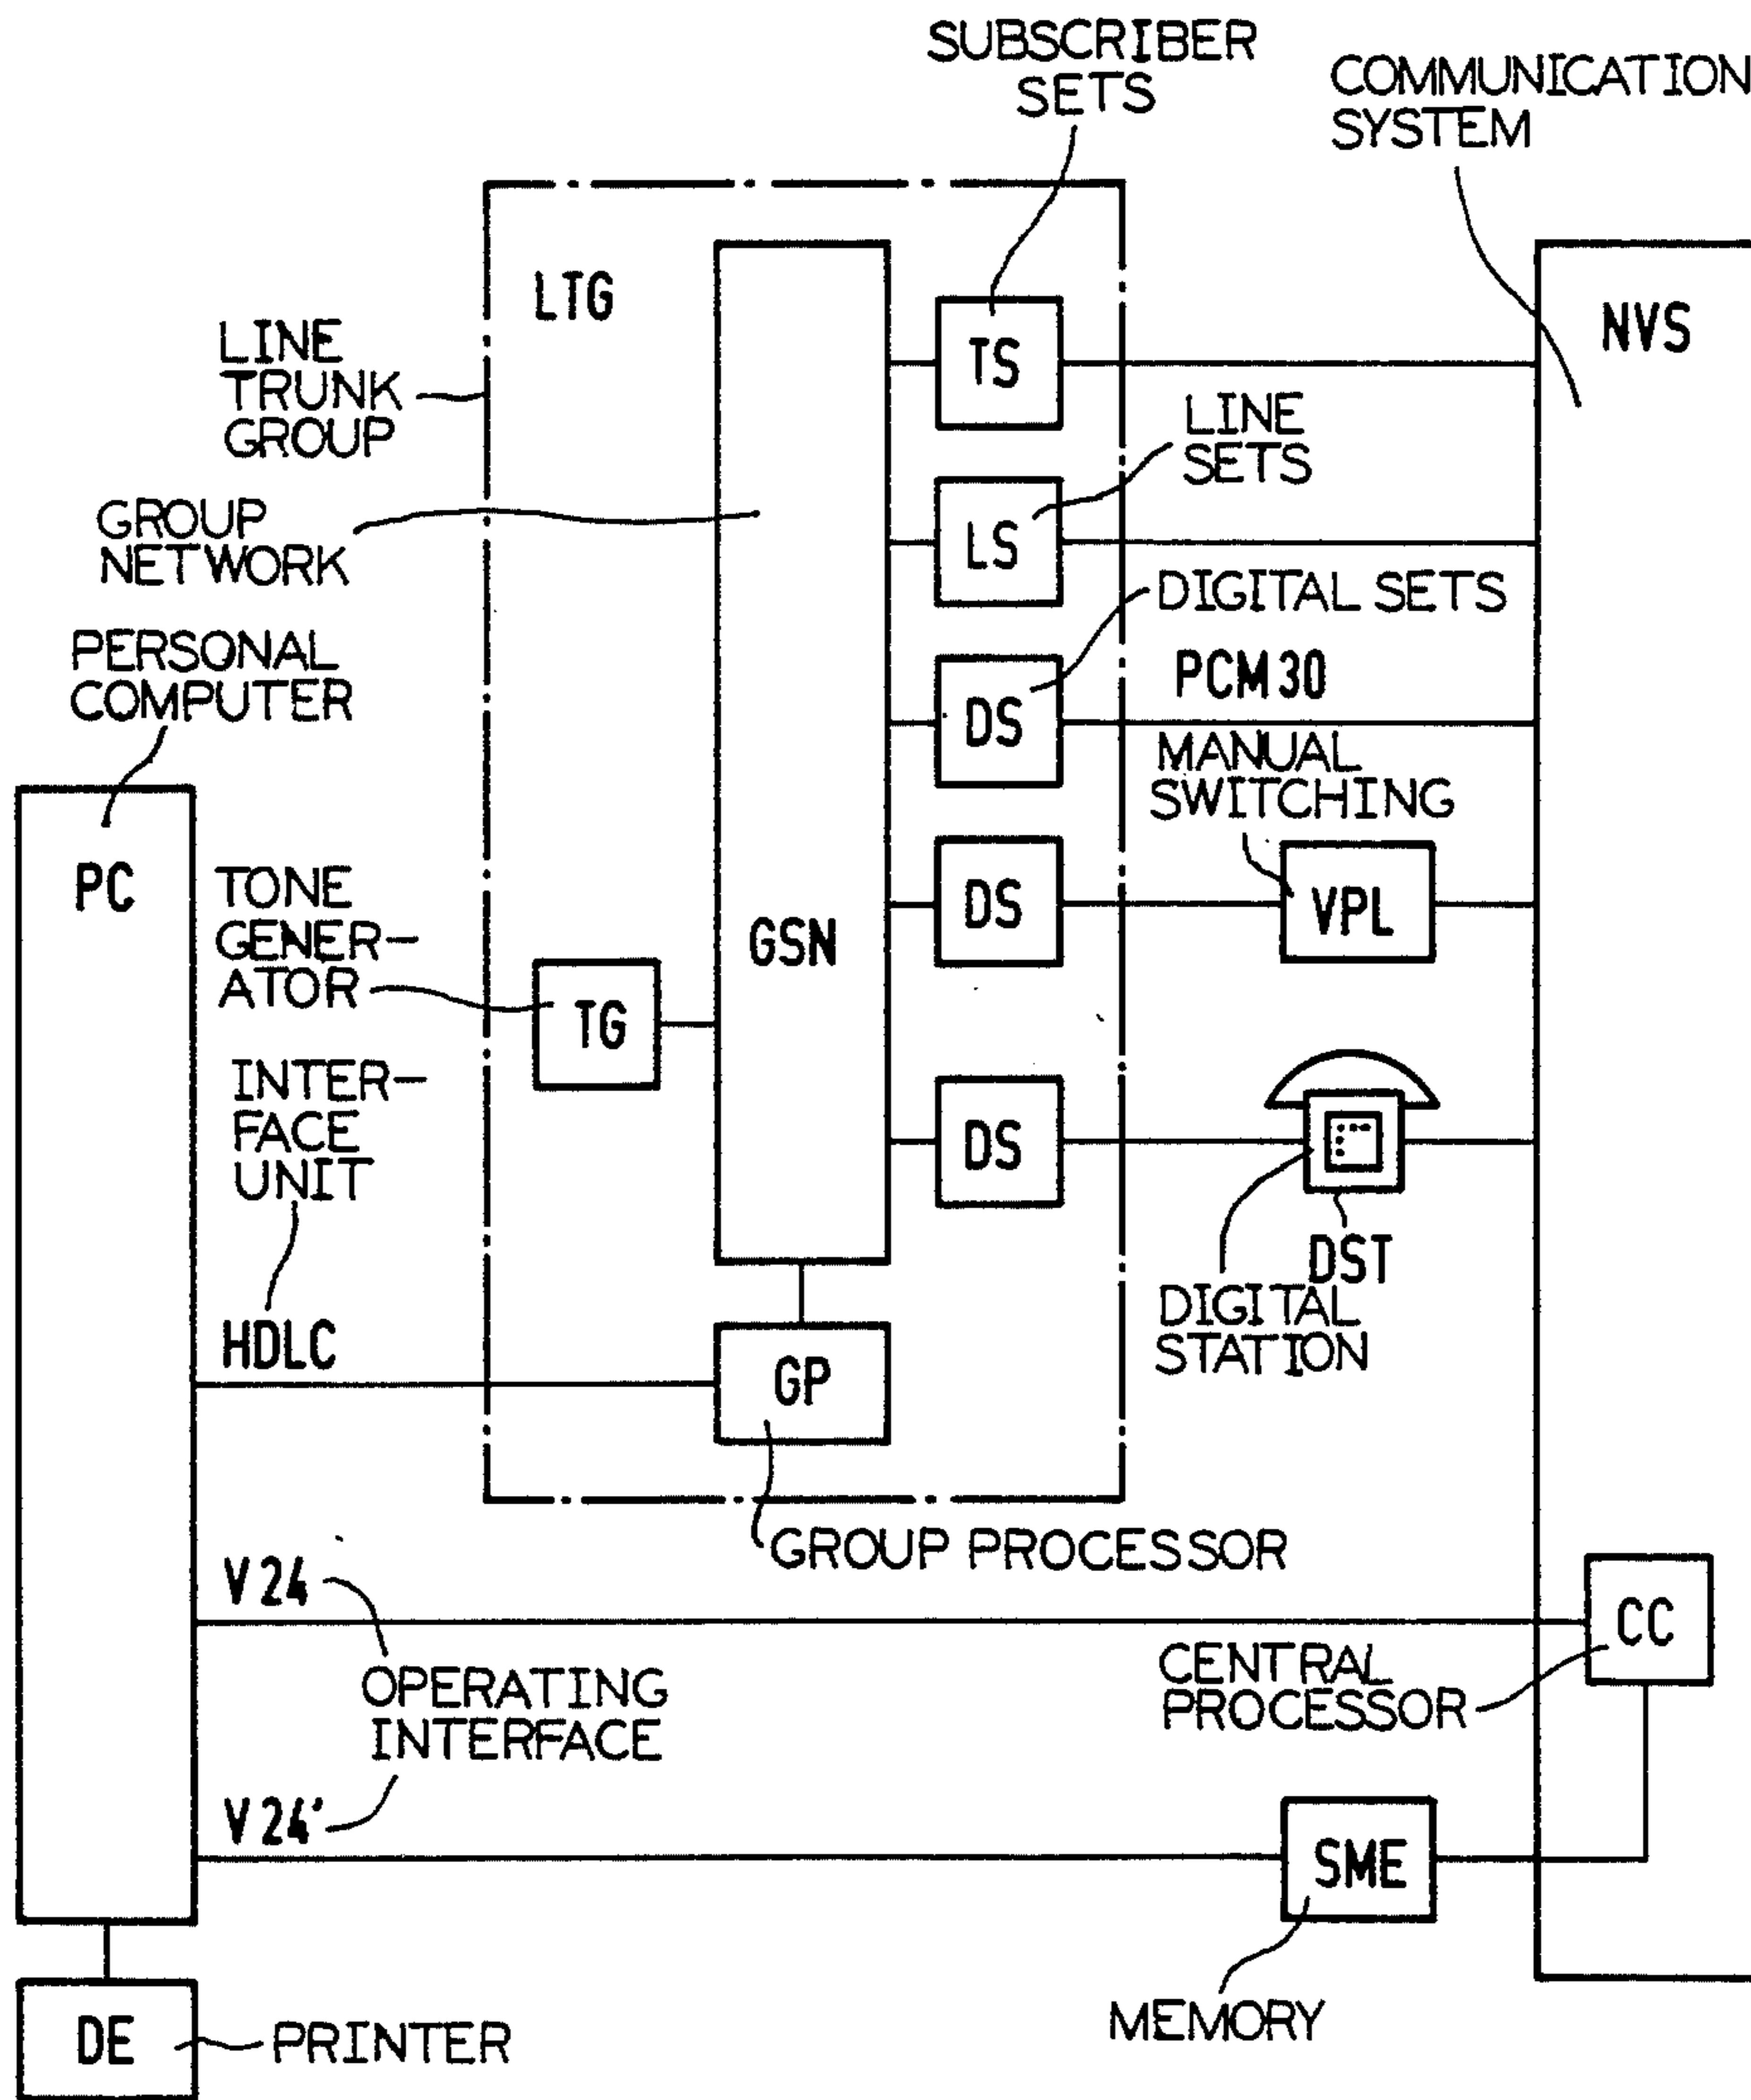 SUBSCRIBER
SETS
COMMUNICATION
SYSTEM
LTG
NVS
LINE
TRUNK
GROUP
TS
LINE
SETS
GROUP
NETWORK
LS
DIGITAL SETS
PERSONAL
COMPUTER
PCM 30
DS
MANUAL
SWITCHING
PC
TONE
GENER-
ATOR
GSN
DS
VPL
TG
INTER-
FACE
UNIT
DS
DST
DIGITAL
STATION
HDLC
GP
GROUP PROCESSOR
V 24
CC
OPERATING
INTERFACE
CENTRAL
PROCESSOR
V 24'
SME
MEMORY
DE
PRINTER